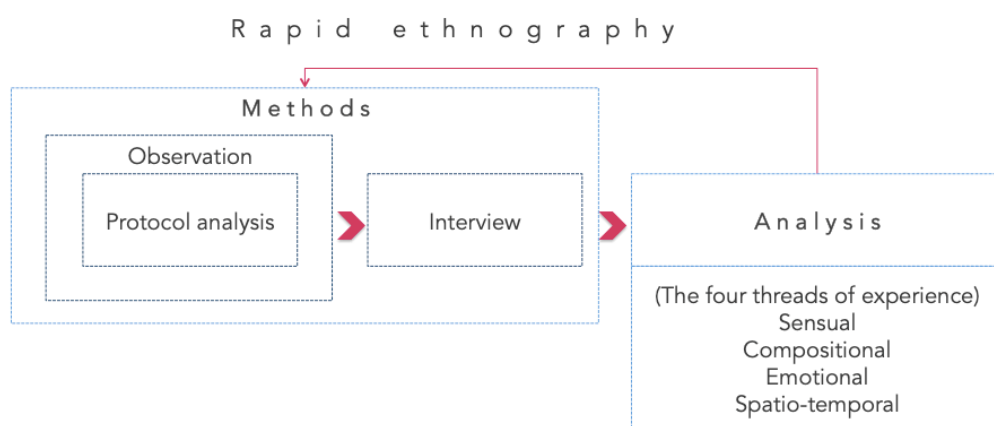 Rapid ethnography
Methods
Observation
Protocol analysis
Interview
Analysis
(The four threads of experience)
Sensual
Compositional
Emotional
Spatio-temporal